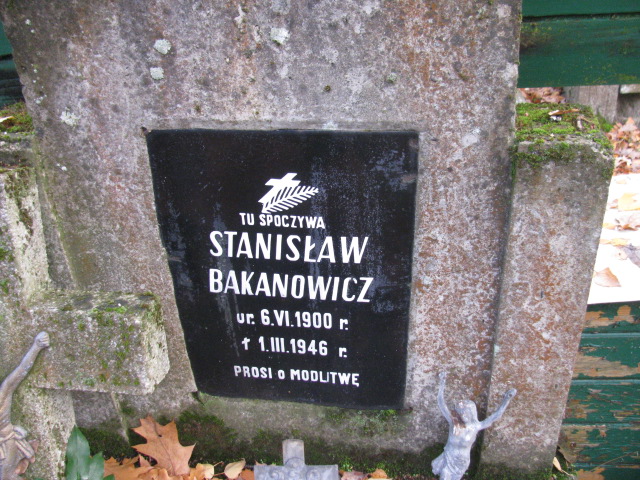 TU SPOCZYWA
STANISŁAW
BAKANOWICZ
ur. 6.VI.1900 r.
† 1.III.1946 r.
PROSI o MODLITWĘ